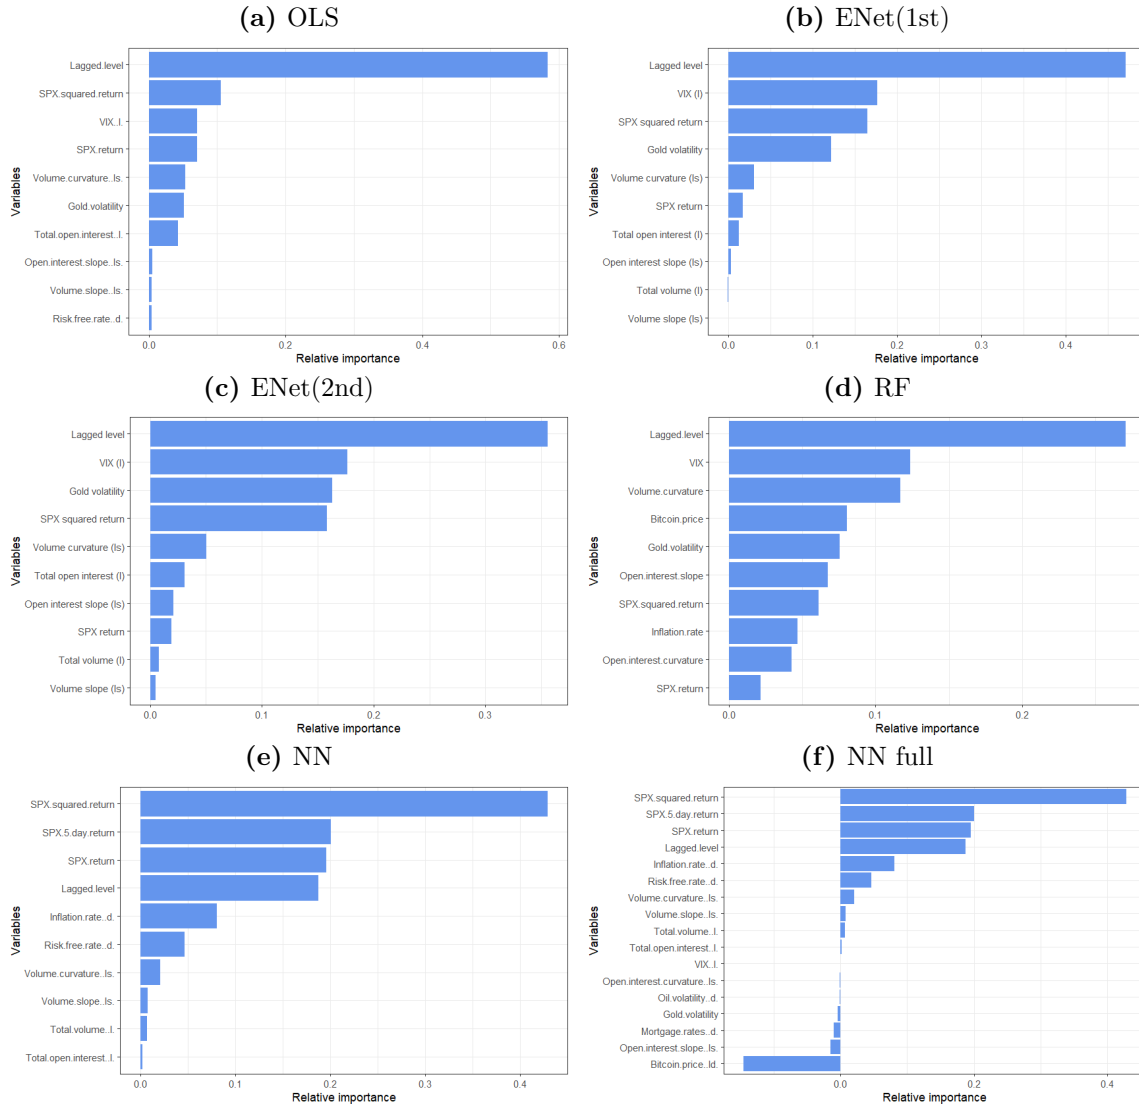 (a) OLS
Lagged.level
SPX.squared.return
VIX..l.
SPX.return
Volume.curvature..ls.
Gold.volatility
Total.open.interest..l.
Open.interest.slope..ls.
Volume.slope..ls.
Risk.free.rate..d.
Variables
0.0 0.2 0.4 0.6
Relative importance
(b) ENet(1st)
Lagged level
VIX (l)
SPX squared return
Gold volatility
Volume curvature (ls)
SPX return
Total open interest (l)
Open interest slope (ls)
Total volume (l)
Volume slope (ls)
Variables
0.0 0.1 0.2 0.3 0.4
Relative importance
(c) ENet(2nd)
Lagged level
VIX (l)
Gold volatility
SPX squared return
Volume curvature (ls)
Total open interest (l)
Open interest slope (ls)
SPX return
Total volume (l)
Volume slope (ls)
Variables
0.0 0.1 0.2 0.3
Relative importance
(d) RF
Lagged.level
VIX
Volume.curvature
Bitcoin.price
Gold.volatility
Open.interest.slope
SPX.squared.return
Inflation.rate
Open.interest.curvature
SPX.return
Variables
0.0 0.1 0.2
Relative importance
(e) NN
SPX.squared.return
SPX.5.day.return
SPX.return
Lagged.level
Inflation.rate..d.
Risk.free.rate..d.
Volume.curvature..ls.
Volume.slope..ls.
Total.volume..l.
Total.open.interest..l.
Variables
0.0 0.1 0.2 0.3 0.4
Relative importance
(f) NN full
SPX.squared.return
SPX.5.day.return
SPX.return
Lagged.level
Inflation.rate..d.
Risk.free.rate..d.
Volume.curvature..ls.
Volume.slope..ls.
Total.volume..l.
Total.open.interest..l.
VIX..l.
Open.interest.curvature..ls.
Oil.volatility..d.
Gold.volatility
Mortgage.rates..d.
Open.interest.slope..ls.
Bitcoin.price..ld.
Variables
0.0 0.2 0.4
Relative importance